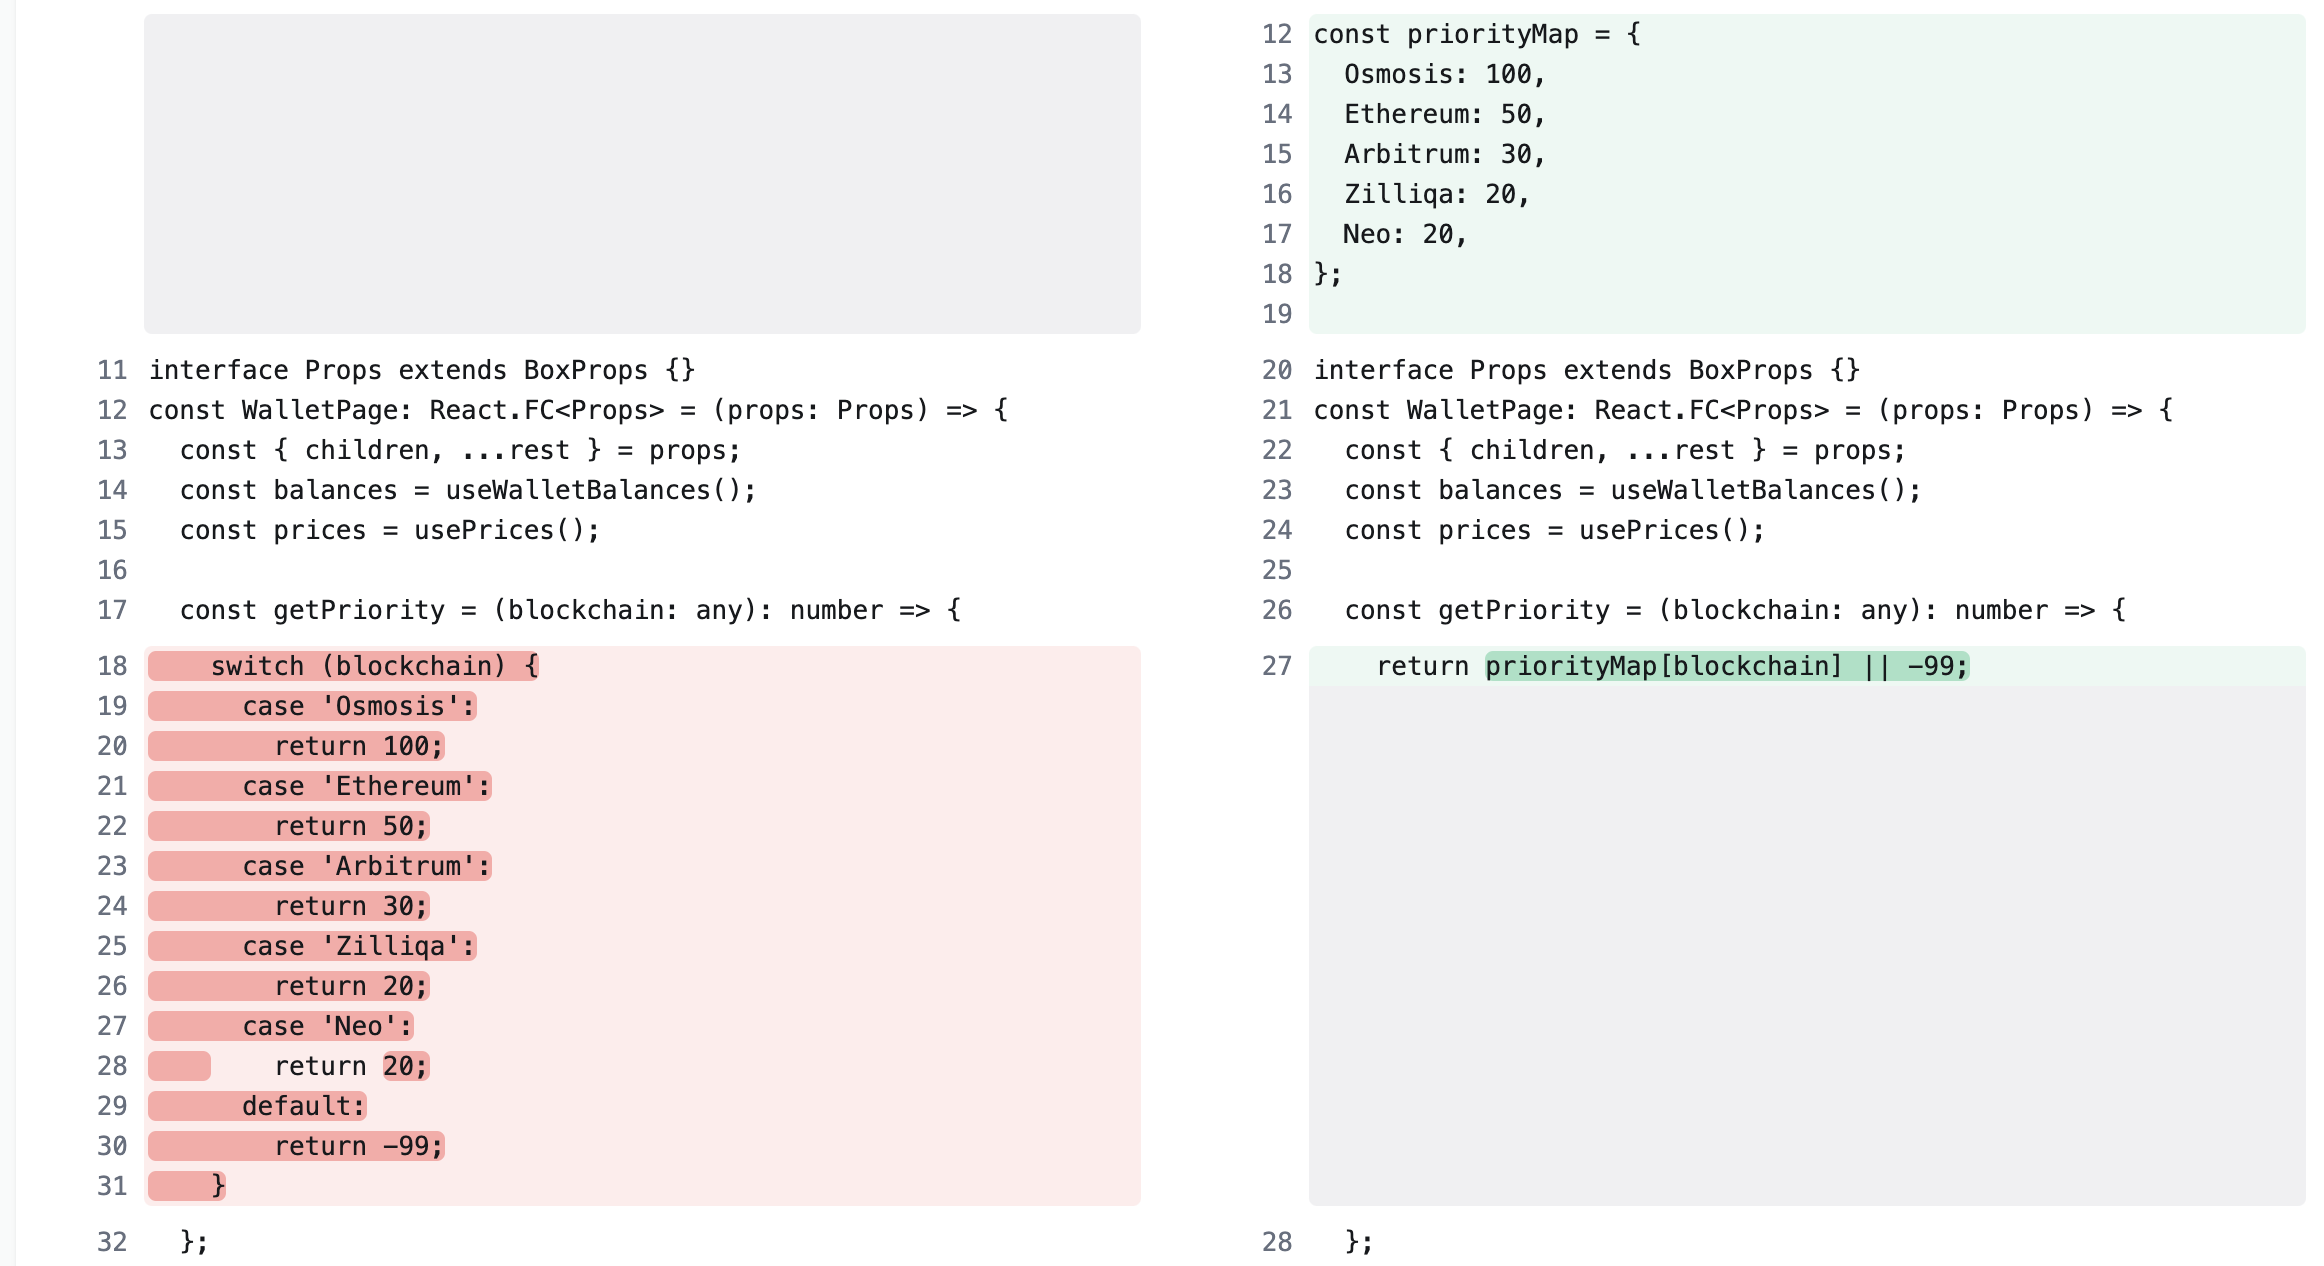 12 const priorityMap = {
13   Osmosis: 100,
14   Ethereum: 50,
15   Arbitrum: 30,
16   Zilliqa: 20,
17   Neo: 20,
18 };
19
11 interface Props extends BoxProps {}
12 const WalletPage: React.FC<Props> = (props: Props) => {
13   const { children, ...rest } = props;
14   const balances = useWalletBalances();
15   const prices = usePrices();
16
17   const getPriority = (blockchain: any): number => {
18     switch (blockchain) {
19       case 'Osmosis':
20         return 100;
21       case 'Ethereum':
22         return 50;
23       case 'Arbitrum':
24         return 30;
25       case 'Zilliqa':
26         return 20;
27       case 'Neo':
28         return 20;
29       default:
30         return -99;
31     }
32   };
20 interface Props extends BoxProps {}
21 const WalletPage: React.FC<Props> = (props: Props) => {
22   const { children, ...rest } = props;
23   const balances = useWalletBalances();
24   const prices = usePrices();
25
26   const getPriority = (blockchain: any): number => {
27     return priorityMap[blockchain] || -99;
28   };